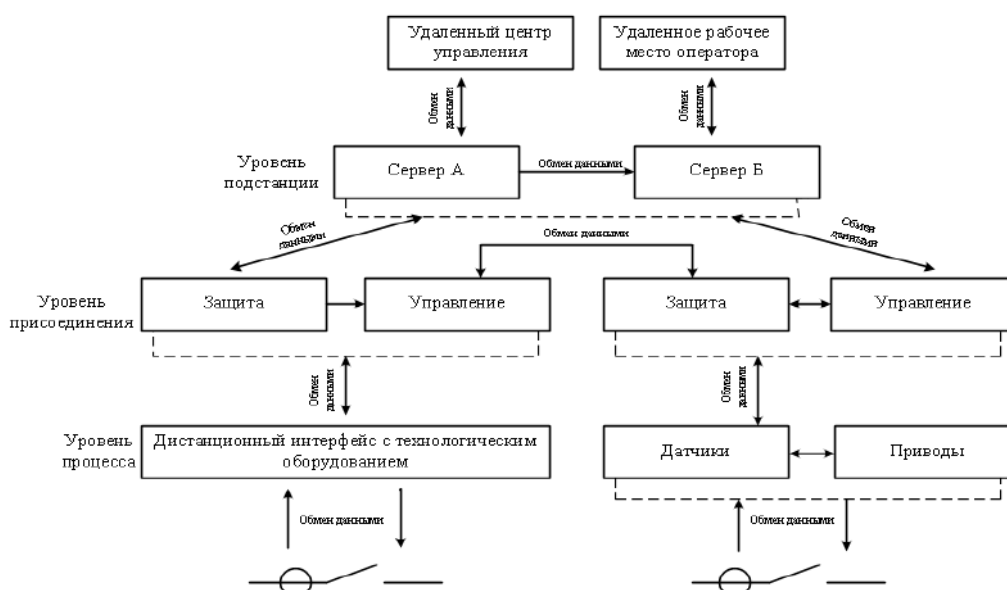 Удаленный центр
управления
Удаленное рабочее
место оператора
Обмен
данными
Обмен
данными
Уровень
подстанции
Сервер А
Обмен данными
Сервер Б
Обмен
данными
Обмен данными
Обмен
данными
Уровень
присоединения
Защита
Управление
Защита
Управление
Обмен
данными
Обмен
данными
Уровень
процесса
Дистанционный интерфейс с технологическим
оборудованием
Датчики
Приводы
Обмен данными
Обмен данными